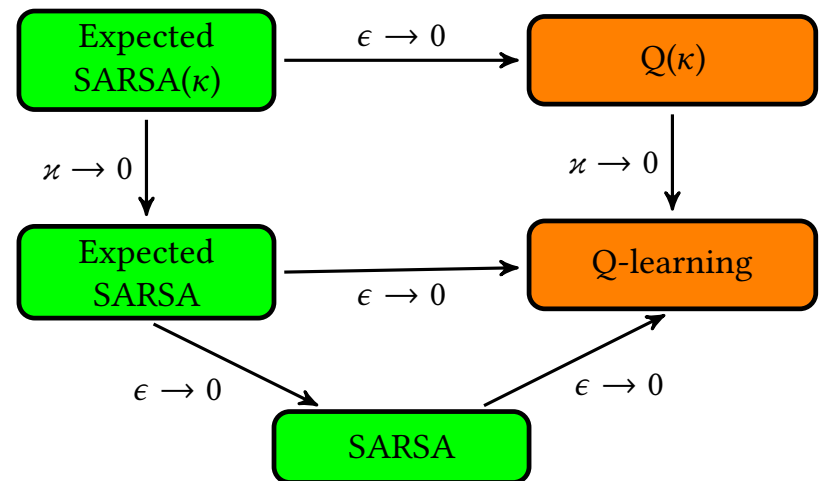 Expected
SARSA(κ)
ϵ → 0
Q(κ)
ϰ → 0
ϰ → 0
Expected
SARSA
ϵ → 0
Q-learning
ϵ → 0
ϵ → 0
SARSA